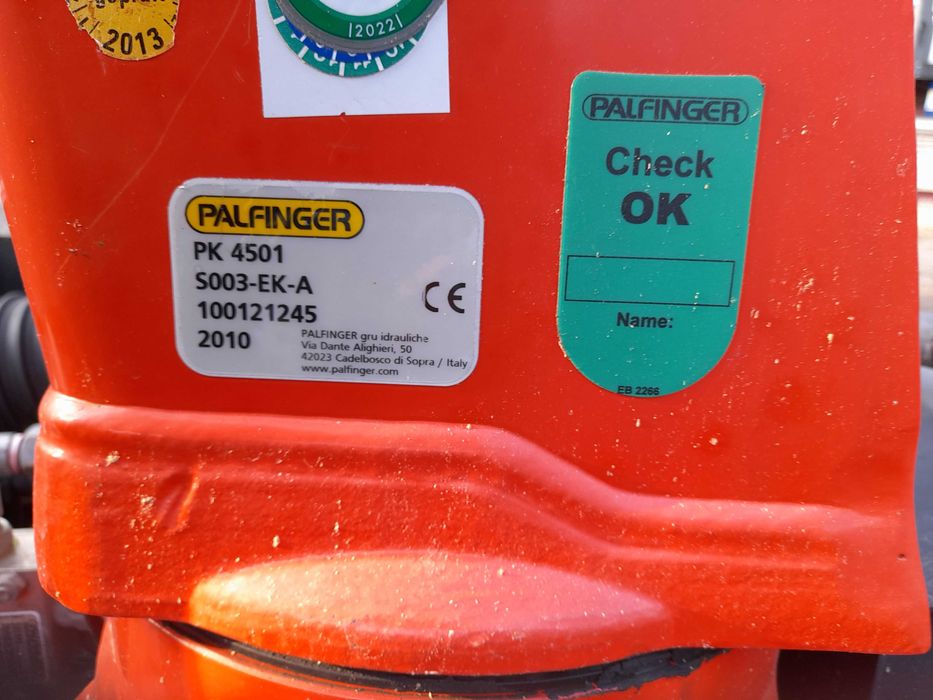 2013
2022
PALFINGER
PK 4501
S003-EK-A
100121245
2010
CE
PALFINGER gru idrauliche
Via Dante Alighieri, 50
42023 Cadelbosco di Sopra / Italy
www.palfinger.com
PALFINGER
Check
OK
Name:
EB 2266